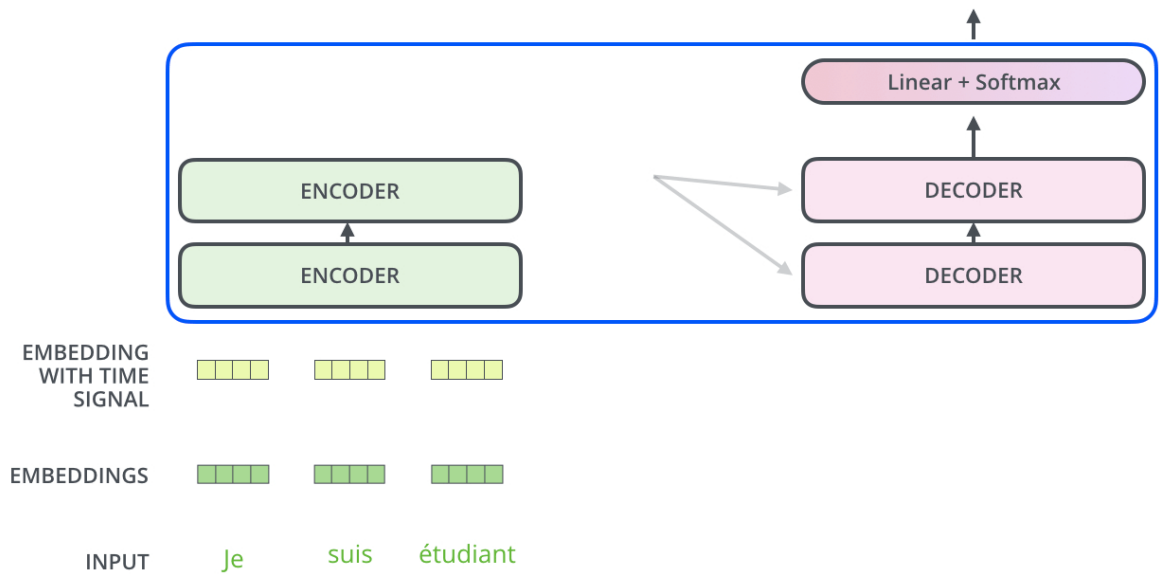 Linear + Softmax
ENCODER
DECODER
ENCODER
DECODER
EMBEDDING
WITH TIME
SIGNAL
EMBEDDINGS
INPUT
Je
suis
étudiant